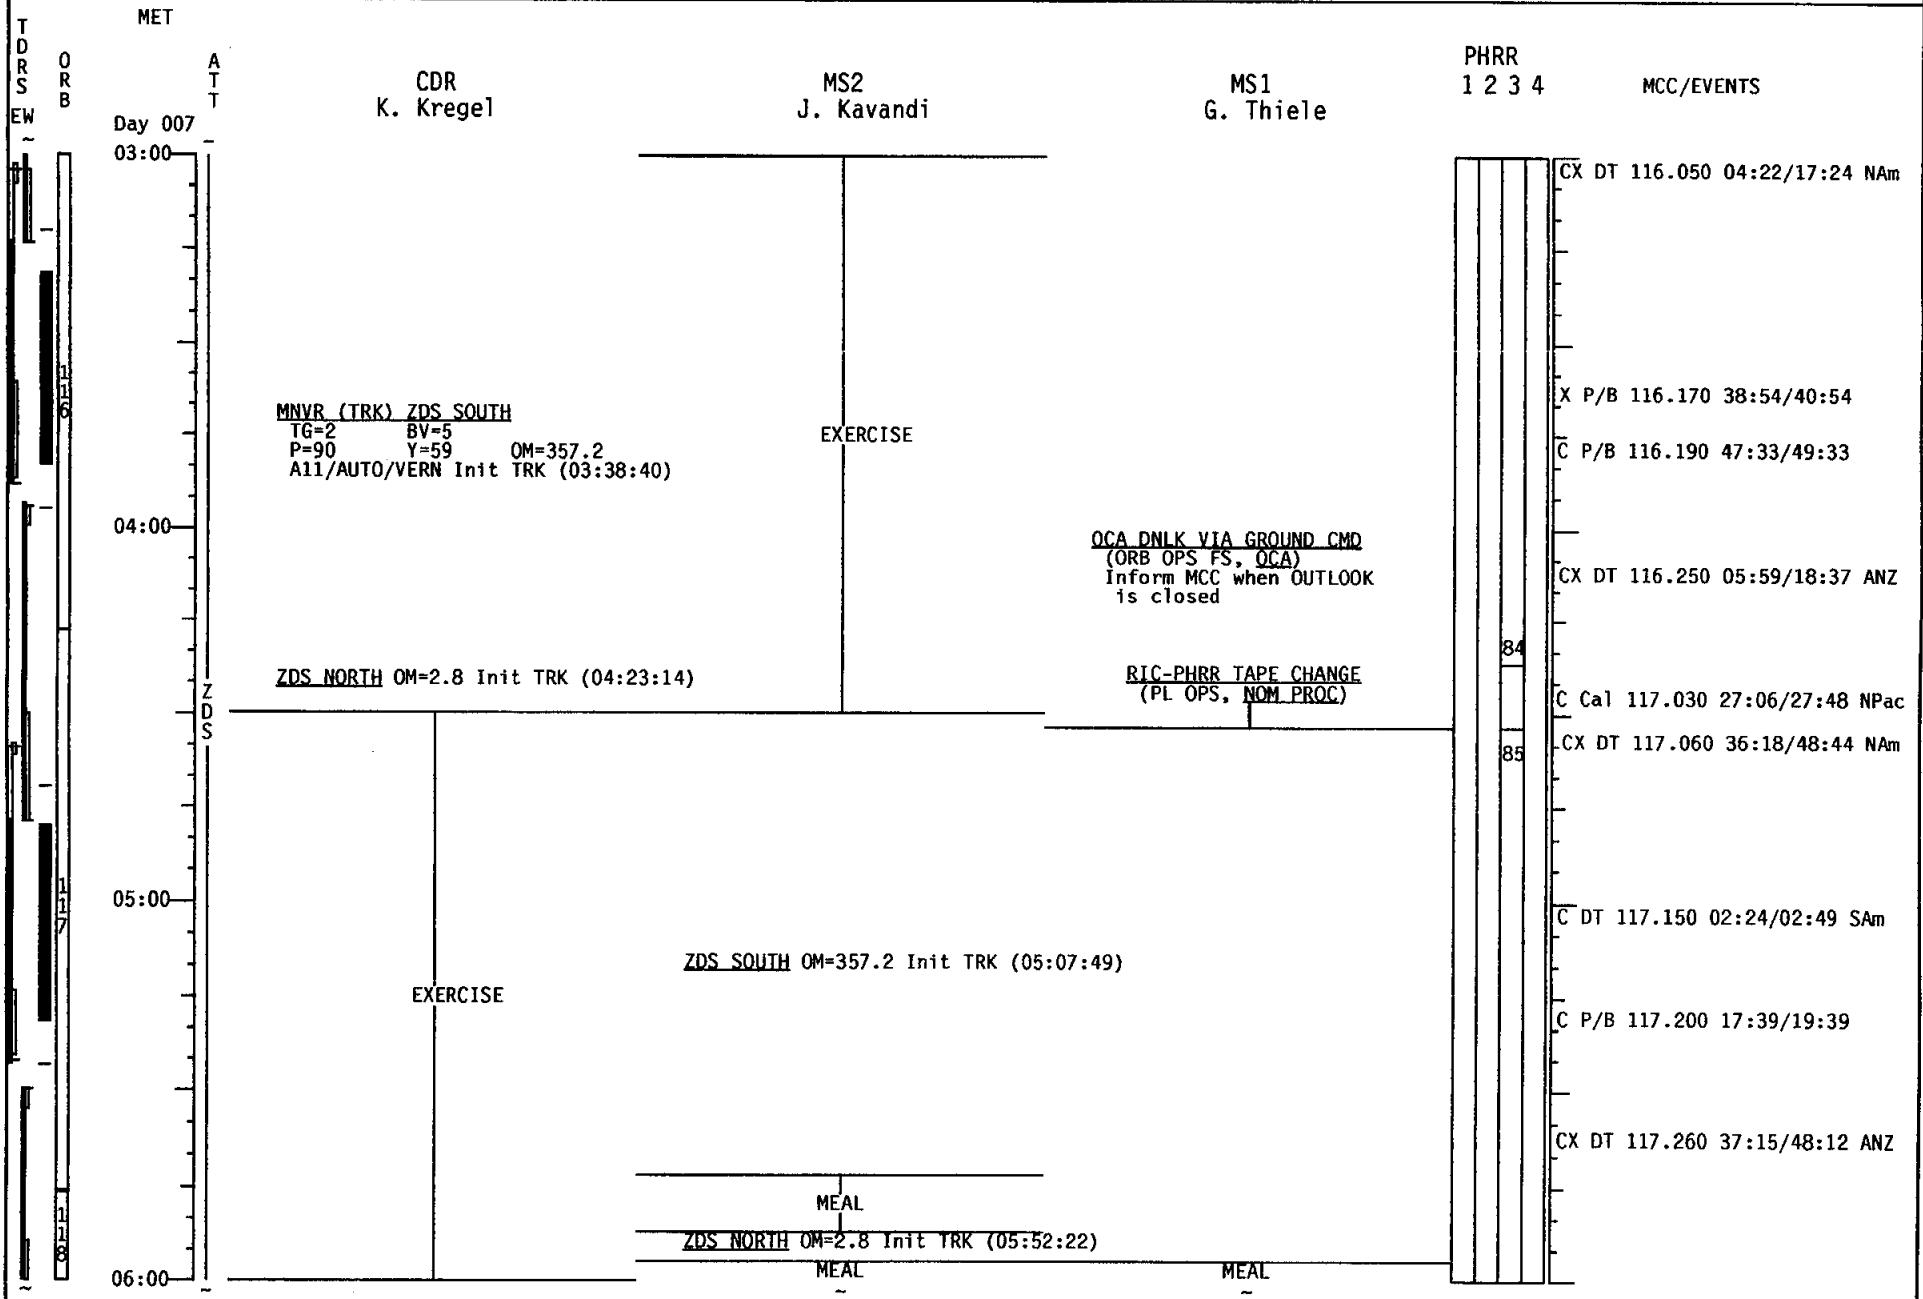 MET
TDRS
ORB
ATT
EW
CDR
K. Kregel
MS2
J. Kavandi
MS1
G. Thiele
PHRR
1 2 3 4
MCC/EVENTS
Day 007
03:00
CX DT 116.050 04:22/17:24 NAm
116
MNVR (TRK) ZDS SOUTH
TG=2 BV=5
P=90 Y=59 OM=357.2
All/AUTO/VERN Init TRK (03:38:40)
EXERCISE
X P/B 116.170 38:54/40:54
C P/B 116.190 47:33/49:33
04:00
OCA DNLK VIA GROUND CMD
(ORB OPS FS, OCA)
Inform MCC when OUTLOOK
is closed
CX DT 116.250 05:59/18:37 ANZ
84
ZDS NORTH OM=2.8 Init TRK (04:23:14)
RIC-PHRR TAPE CHANGE
(PL OPS, NOM PROC)
ZDS
C Cal 117.030 27:06/27:48 NPac
85
CX DT 117.060 36:18/48:44 NAm
117
05:00
C DT 117.150 02:24/02:49 SAm
ZDS SOUTH OM=357.2 Init TRK (05:07:49)
EXERCISE
C P/B 117.200 17:39/19:39
CX DT 117.260 37:15/48:12 ANZ
MEAL
118
ZDS NORTH OM=2.8 Init TRK (05:52:22)
06:00
MEAL
MEAL